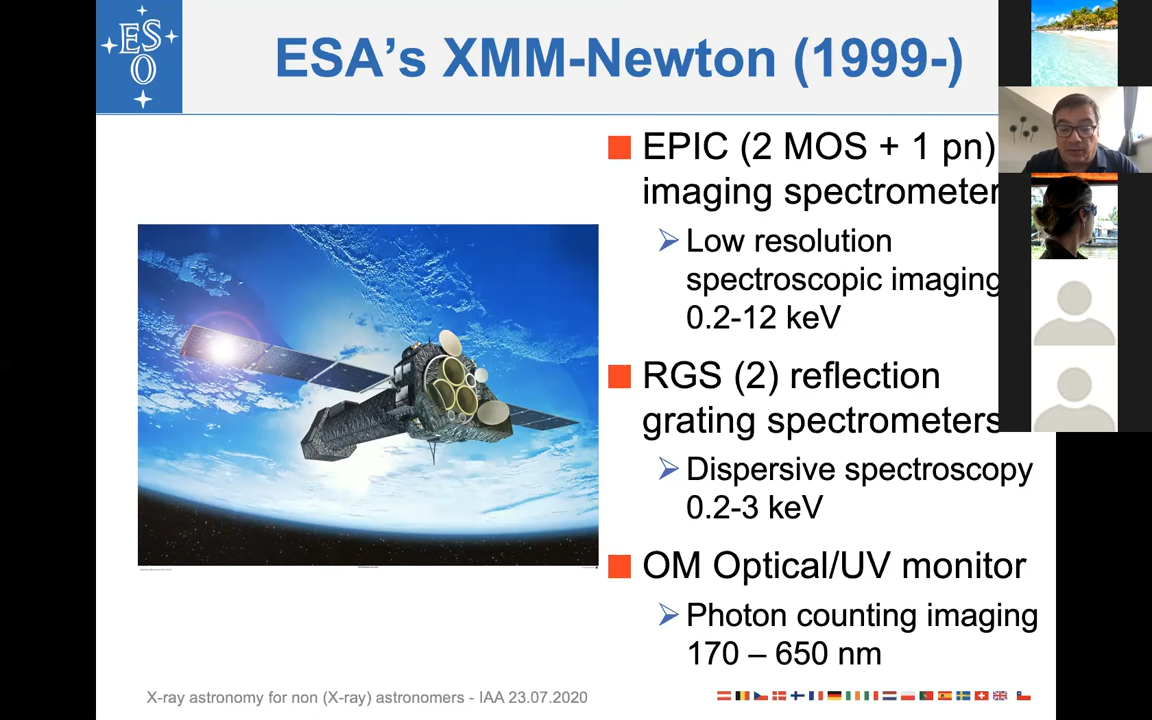 ESO
ESA’s XMM-Newton (1999-)
EPIC (2 MOS + 1 pn)
imaging spectrometer
Low resolution
spectroscopic imaging
0.2-12 keV
RGS (2) reflection
grating spectrometers
Dispersive spectroscopy
0.2-3 keV
OM Optical/UV monitor
Photon counting imaging
170 – 650 nm
X-ray astronomy for non (X-ray) astronomers - IAA 23.07.2020